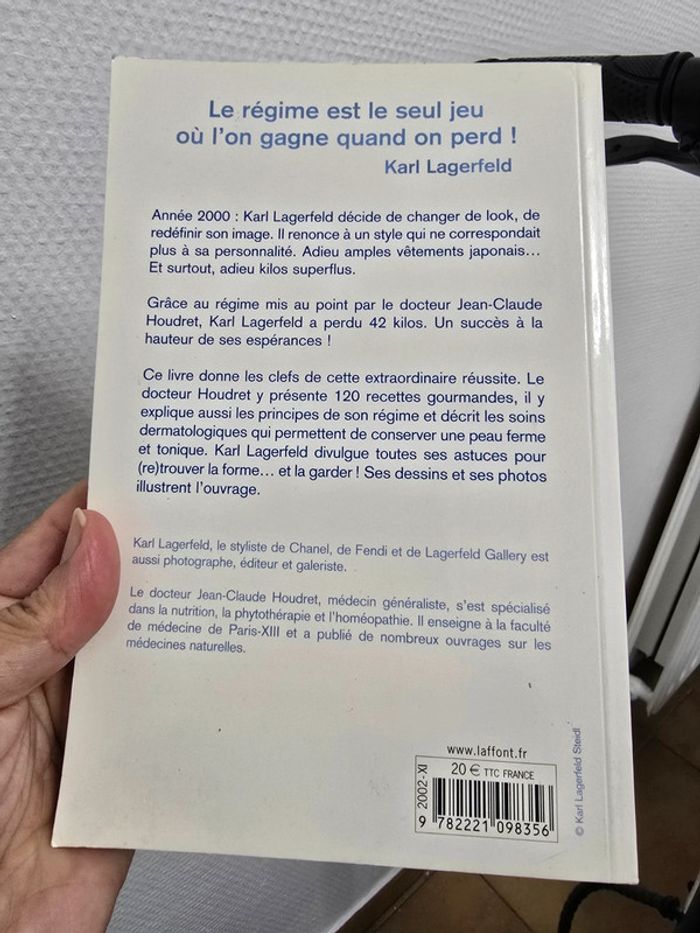 Le régime est le seul jeu
où l'on gagne quand on perd !
Karl Lagerfeld
Année 2000 : Karl Lagerfeld décide de changer de look, de
redéfinir son image. Il renonce à un style qui ne correspondait
plus à sa personnalité. Adieu amples vêtements japonais...
Et surtout, adieu kilos superflus.
Grâce au régime mis au point par le docteur Jean-Claude
Houdret, Karl Lagerfeld a perdu 42 kilos. Un succès à la
hauteur de ses espérances !
Ce livre donne les clefs de cette extraordinaire réussite. Le
docteur Houdret y présente 120 recettes gourmandes, il y
explique aussi les principes de son régime et décrit les soins
dermatologiques qui permettent de conserver une peau ferme
et tonique. Karl Lagerfeld divulgue toutes ses astuces pour
(re)trouver la forme... et la garder ! Ses dessins et ses photos
illustrent l'ouvrage.
Karl Lagerfeld, le styliste de Chanel, de Fendi et de Lagerfeld Gallery est
aussi photographe, éditeur et galeriste.
Le docteur Jean-Claude Houdret, médecin généraliste, s'est spécialisé
dans la nutrition, la phytothérapie et l'homéopathie. Il enseigne à la faculté
de médecine de Paris-XIII et a publié de nombreux ouvrages sur les
médecines naturelles.
www.laffont.fr
2002-XI
20 € TTC FRANCE
9 782221 098356
© Karl Lagerfeld Steidl